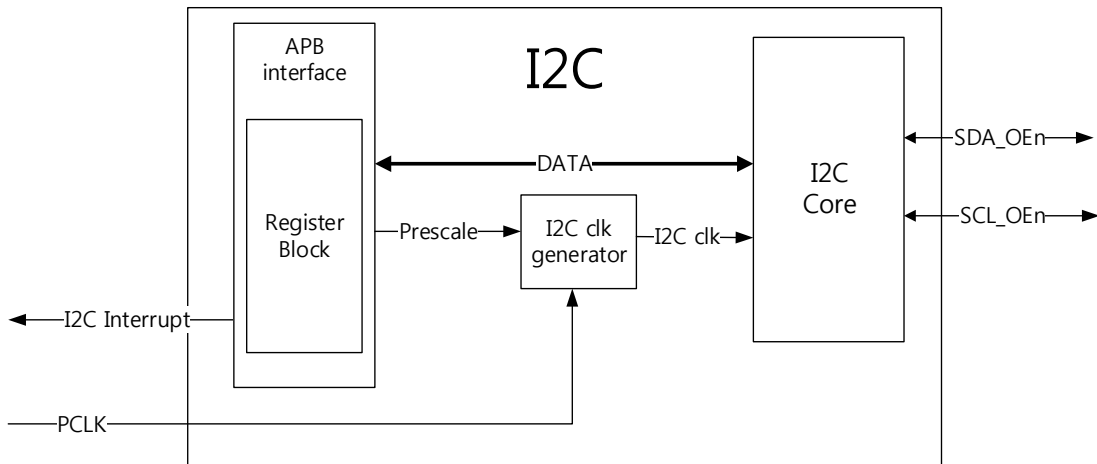 APB
interface
I2C
Register
Block
DATA
Prescale
I2C clk
generator
I2C clk
I2C
Core
SDA_OEn
SCL_OEn
I2C Interrupt
PCLK